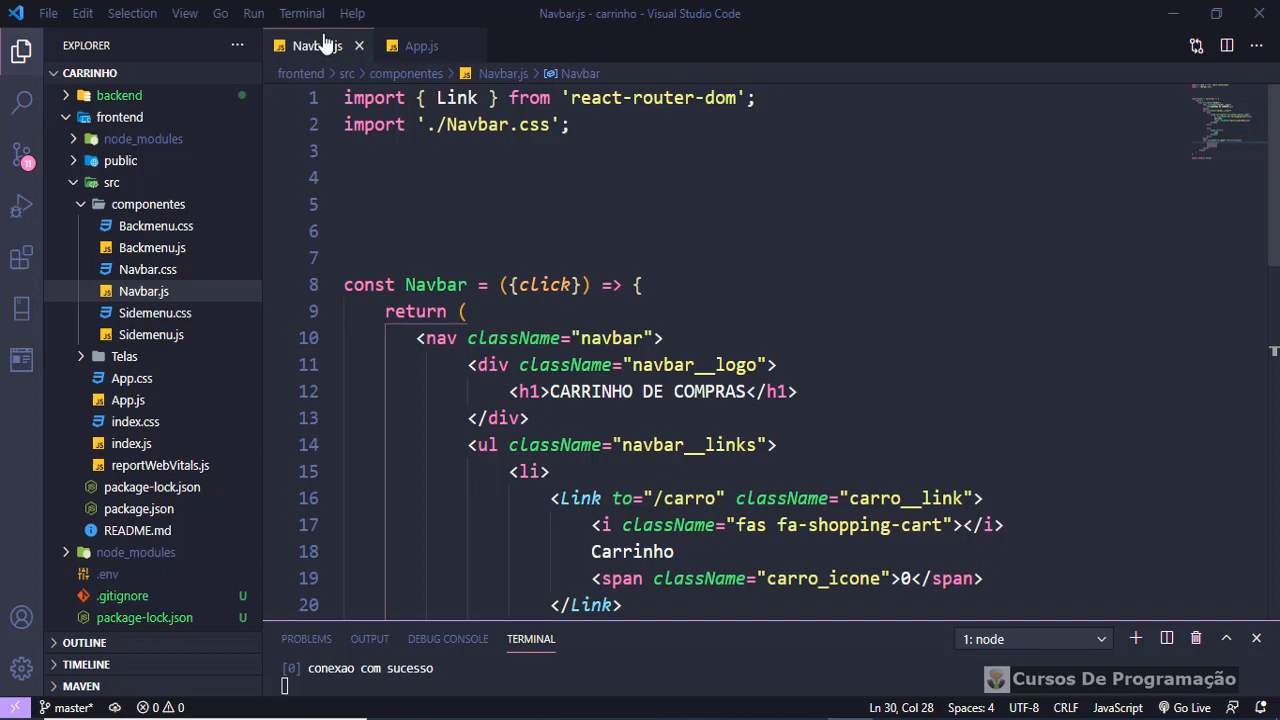 File Edit Selection View Go Run Terminal Help Navbar.js - carrinho - Visual Studio Code
EXPLORER
Navbar.js App.js
CARRINHO
frontend > src > componentes > Navbar.js > Navbar
backend
frontend
node_modules
public
src
componentes
Backmenu.css
Backmenu.js
Navbar.css
Navbar.js
Sidemenu.css
Sidemenu.js
Telas
App.css
App.js
index.css
index.js
reportWebVitals.js
package-lock.json
package.json
README.md
node_modules
.env
.gitignore U
package-lock.json U
OUTLINE
TIMELINE
MAVEN
11
1 import { Link } from 'react-router-dom';
2 import './Navbar.css';
3
4
5
6
7
8 const Navbar = ({click}) => {
9 return (
10 <nav className="navbar">
11 <div className="navbar__logo">
12 <h1>CARRINHO DE COMPRAS</h1>
13 </div>
14 <ul className="navbar__links">
15 <li>
16 <Link to="/carro" className="carro__link">
17 <i className="fas fa-shopping-cart"></i>
18 Carrinho
19 <span className="carro_icone">0</span>
20 </Link>
PROBLEMS OUTPUT DEBUG CONSOLE TERMINAL 1: node
[0] conexao com sucesso
Cursos De Programação
master* 0 0 Ln 30, Col 28 Spaces: 4 UTF-8 CRLF JavaScript Go Live